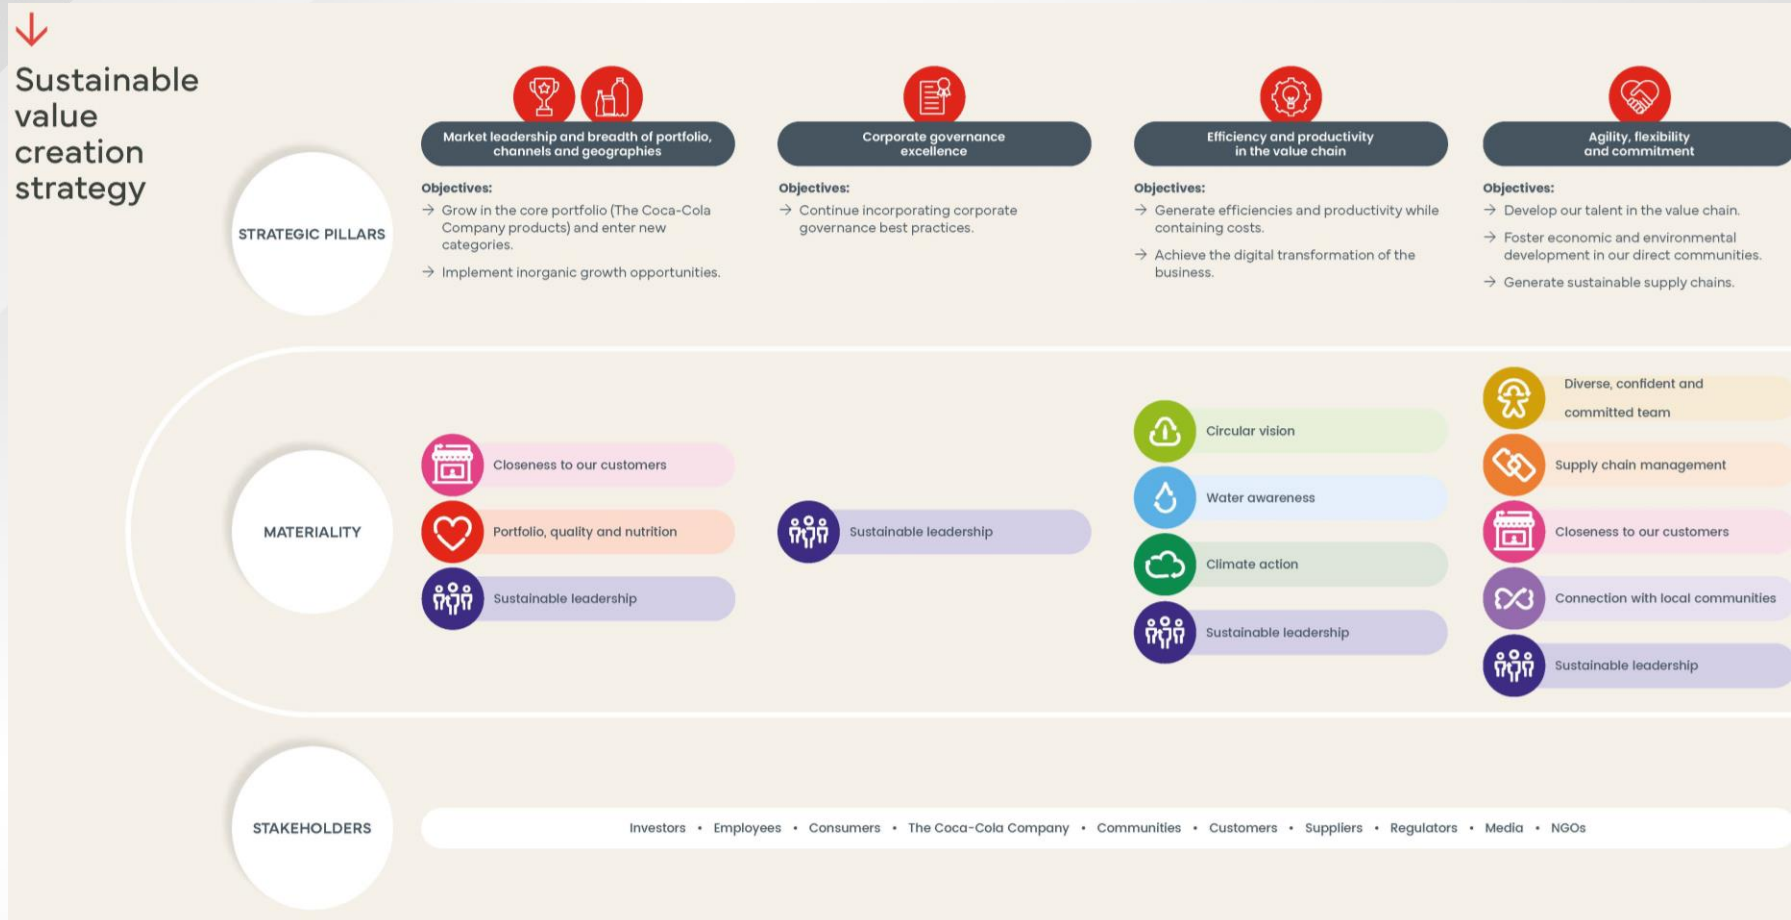 Sustainable
value
creation
strategy
STRATEGIC PILLARS
Market leadership and breadth of portfolio,
channels and geographies
Objectives:
→ Grow in the core portfolio (The Coca-Cola
Company products) and enter new
categories.
→ Implement inorganic growth opportunities.
Corporate governance
excellence
Objectives:
→ Continue incorporating corporate
governance best practices.
Efficiency and productivity
in the value chain
Objectives:
→ Generate efficiencies and productivity while
containing costs.
→ Achieve the digital transformation of the
business.
Agility, flexibility
and commitment
Objectives:
→ Develop our talent in the value chain.
→ Foster economic and environmental
development in our direct communities.
→ Generate sustainable supply chains.
MATERIALITY
Closeness to our customers
Portfolio, quality and nutrition
Sustainable leadership
Sustainable leadership
Circular vision
Water awareness
Climate action
Sustainable leadership
Diverse, confident and
committed team
Supply chain management
Closeness to our customers
Connection with local communities
Sustainable leadership
STAKEHOLDERS
Investors • Employees • Consumers • The Coca-Cola Company • Communities • Customers • Suppliers • Regulators • Media • NGOs